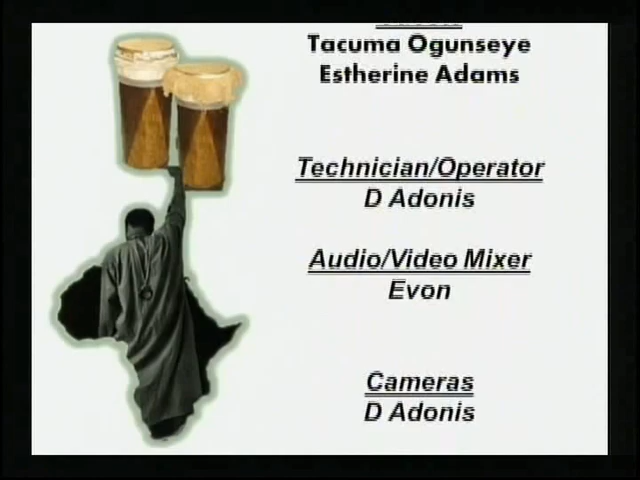 Tacuma Ogunseye
Estherine Adams
Technician/Operator
D Adonis
Audio/Video Mixer
Evon
Cameras
D Adonis